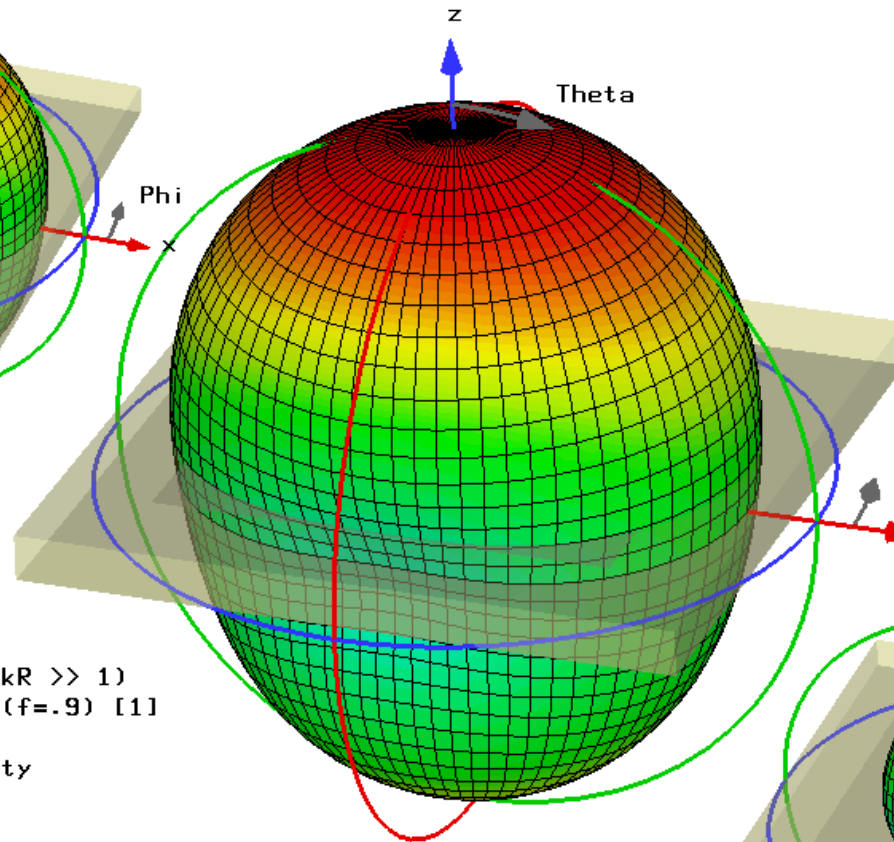 z
Theta
Phi
x
kR >> 1)
(f=.9) [1]
ty